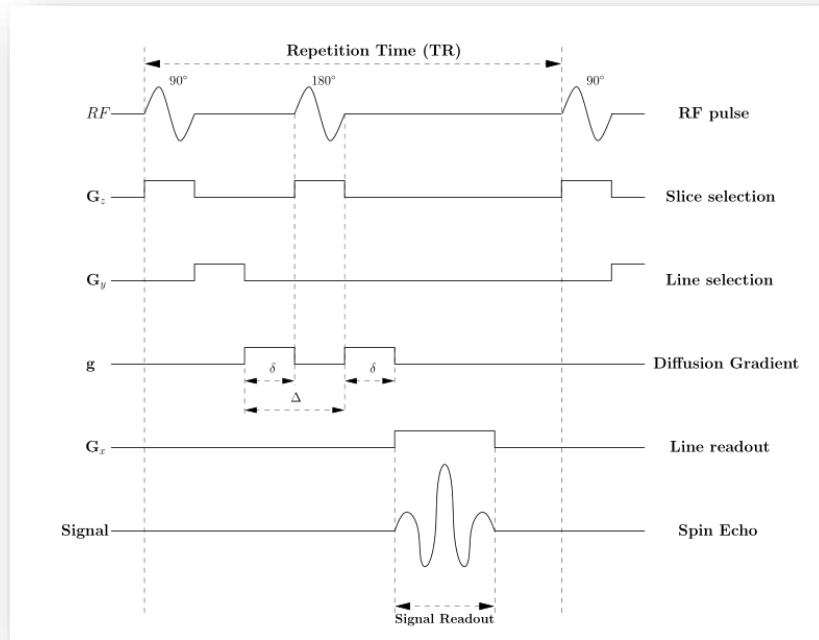 Repetition Time (TR)
90° 180° 90°
RF RF pulse
G_z Slice selection
G_y Line selection
g Diffusion Gradient
δ δ
Δ
G_x Line readout
Signal Spin Echo
Signal Readout